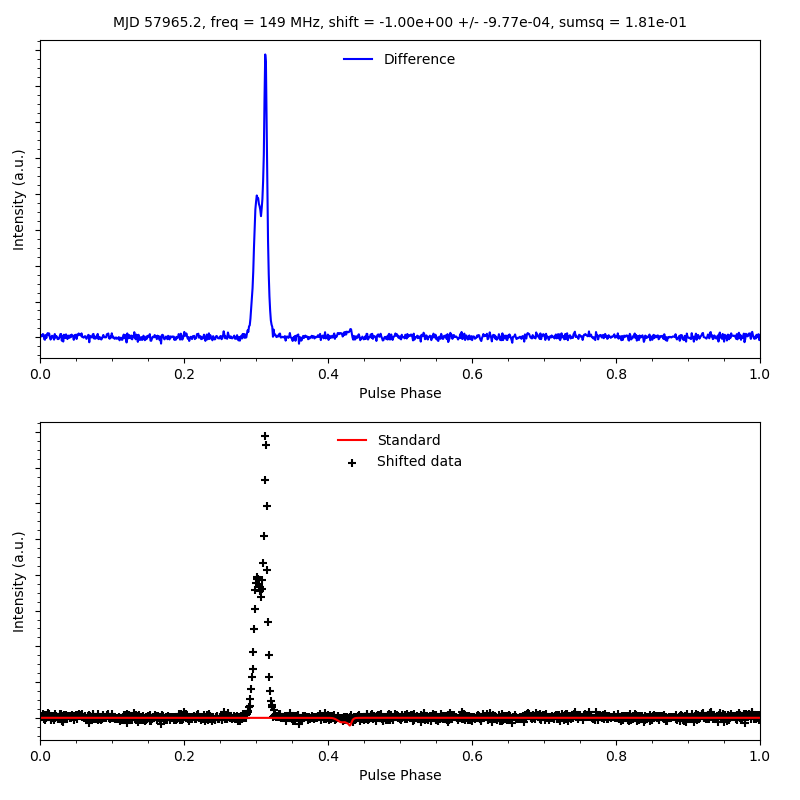 MJD 57965.2, freq = 149 MHz, shift = -1.00e+00 +/- -9.77e-04, sumsq = 1.81e-01
Difference
Intensity (a.u.)
0.0 0.2 0.4 0.6 0.8 1.0
Pulse Phase
Standard
Shifted data
Intensity (a.u.)
0.0 0.2 0.4 0.6 0.8 1.0
Pulse Phase